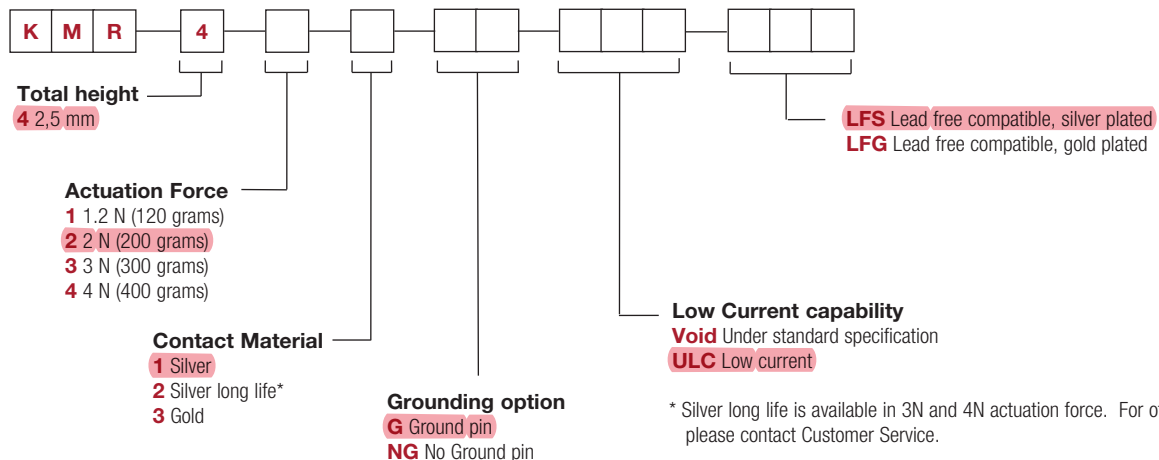 K M R 4
Total height
4 2,5 mm
LFS Lead free compatible, silver plated
LFG Lead free compatible, gold plated
Actuation Force
1 1.2 N (120 grams)
2 2 N (200 grams)
3 3 N (300 grams)
4 4 N (400 grams)
Contact Material
1 Silver
2 Silver long life*
3 Gold
Grounding option
G Ground pin
NG No Ground pin
Low Current capability
Void Under standard specification
ULC Low current
* Silver long life is available in 3N and 4N actuation force. For
please contact Customer Service.